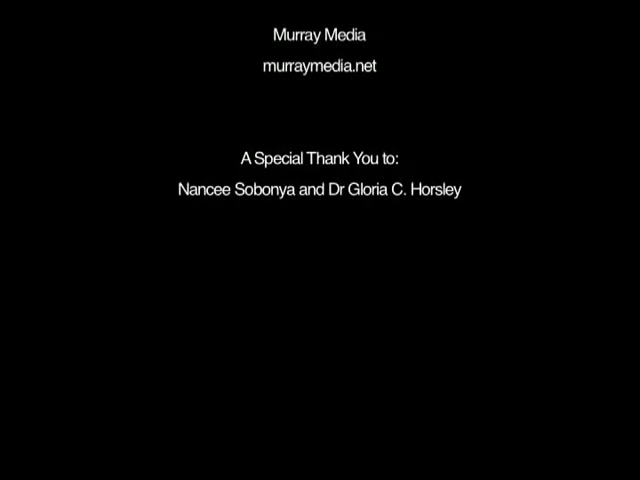 Murray Media
murraymedia.net
A Special Thank You to:
Nancee Sobonya and Dr Gloria C. Horsley